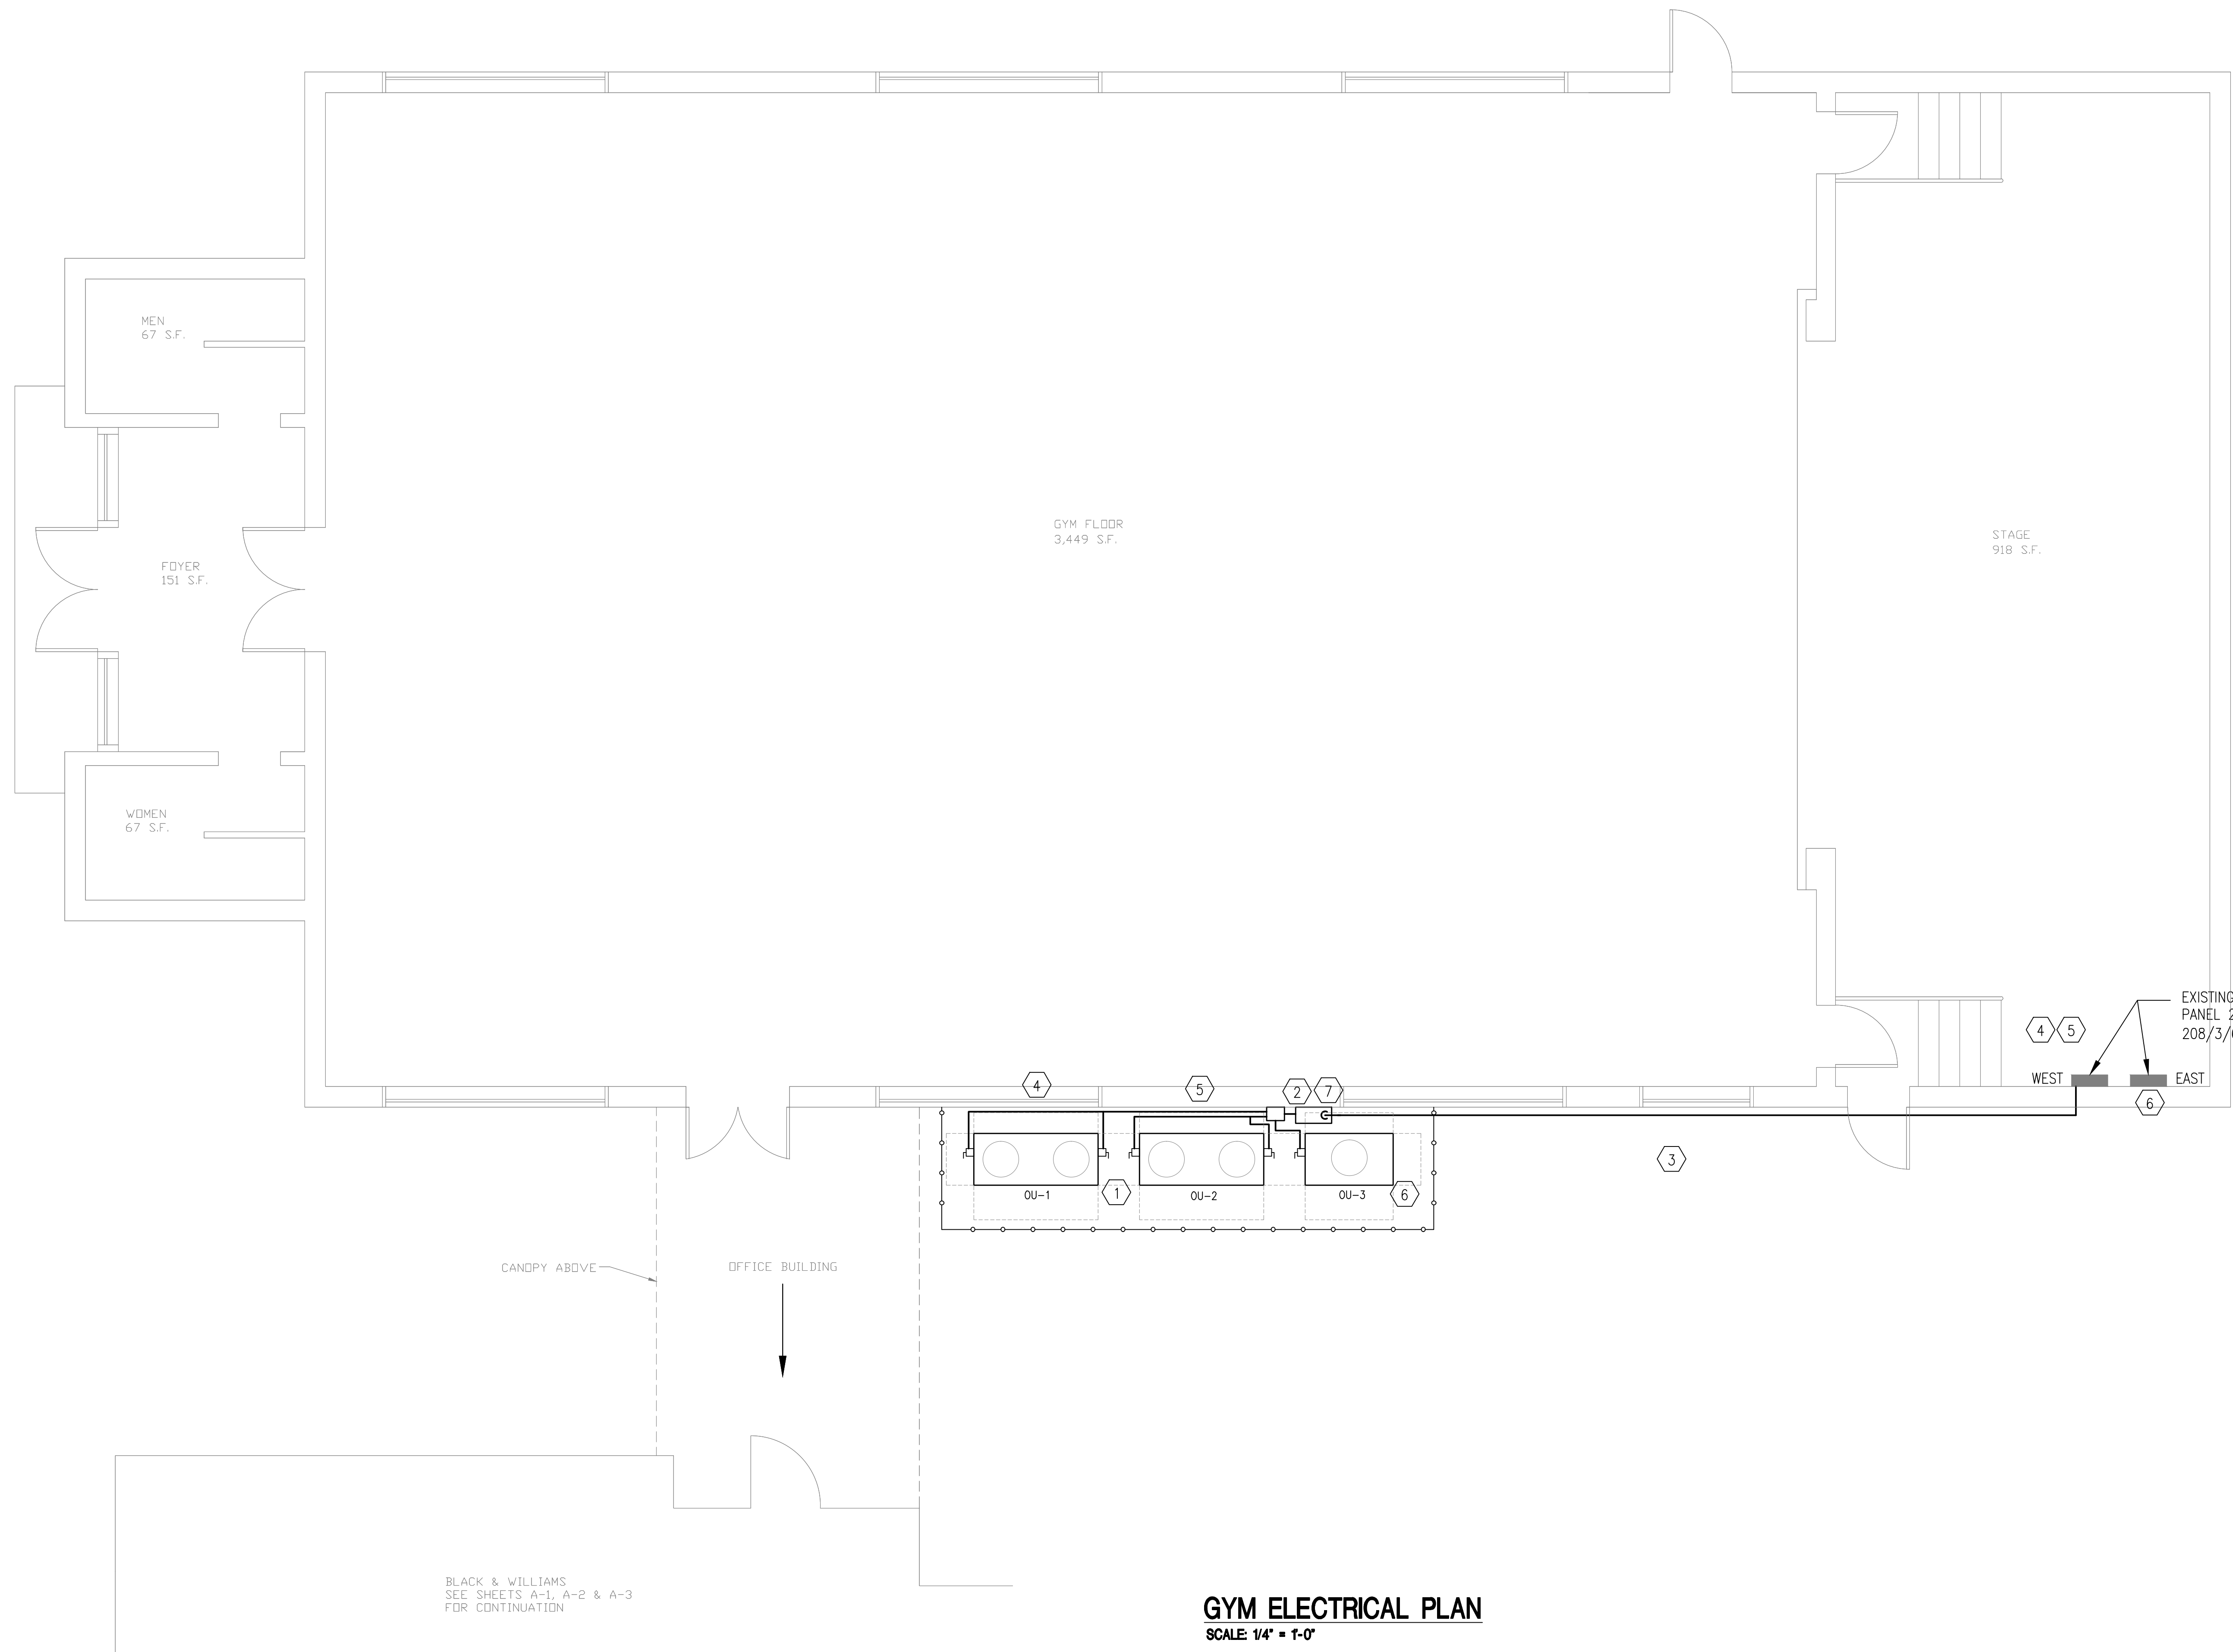 MEN
67 S.F.
GYM FLOOR
3,449 S.F.
STAGE
918 S.F.
FOYER
151 S.F.
WOMEN
67 S.F.
EXISTING
PANEL 2
208/3/
4 5
WEST
EAST
6
4
5
2 7
3
OU-1
1
OU-2
OU-3
6
CANOPY ABOVE
OFFICE BUILDING
BLACK & WILLIAMS
SEE SHEETS A-1, A-2 & A-3
FOR CONTINUATION
GYM ELECTRICAL PLAN
SCALE: 1/4" = 1'-0"